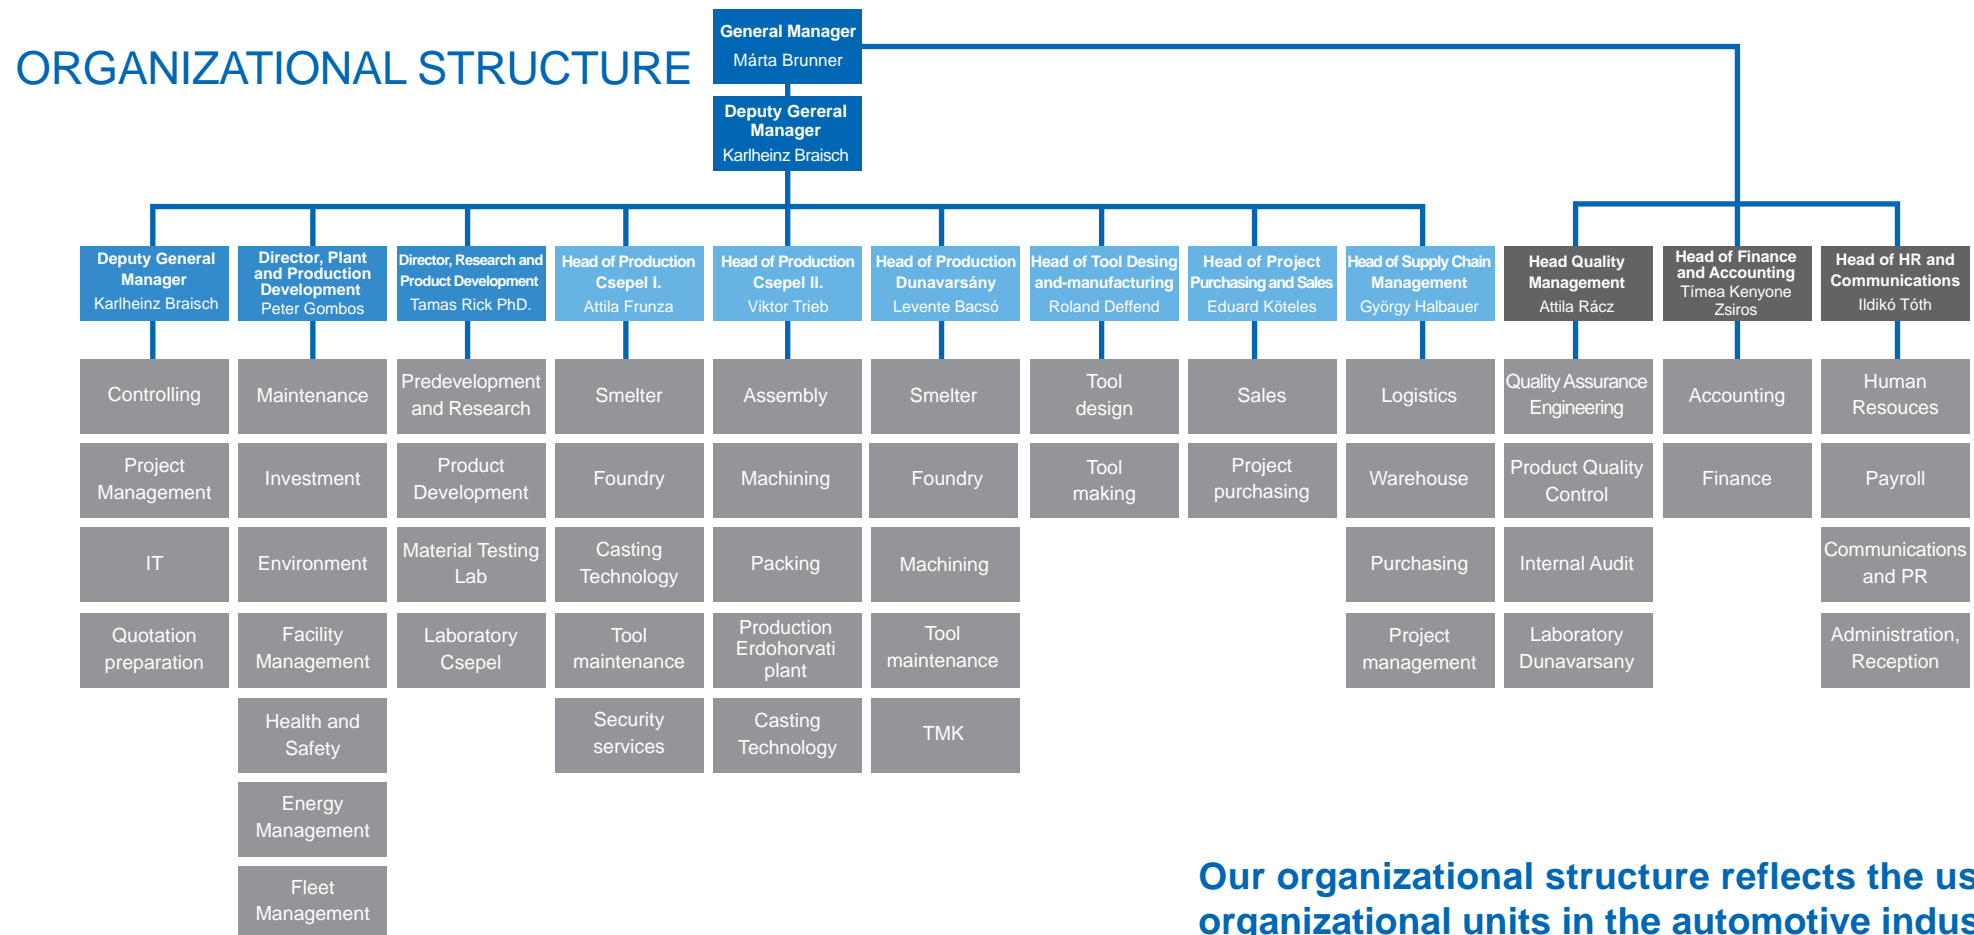 ORGANIZATIONAL STRUCTURE
General Manager
Márta Brunner
Deputy Gereral
Manager
Karlheinz Braisch
Deputy General
Manager
Karlheinz Braisch
Controlling
Project
Management
IT
Quotation
preparation
Director, Plant
and Production
Development
Peter Gombos
Maintenance
Investment
Environment
Facility
Management
Health and
Safety
Energy
Management
Fleet
Management
Director, Research and
Product Development
Tamas Rick PhD.
Predevelopment
and Research
Product
Development
Material Testing
Lab
Laboratory
Csepel
Head of Production
Csepel I.
Attila Frunza
Smelter
Foundry
Casting
Technology
Tool
maintenance
Security
services
Head of Production
Csepel II.
Viktor Trieb
Assembly
Machining
Packing
Production
Erdohorvati
plant
Casting
Technology
Head of Production
Dunavarsány
Levente Bacsó
Smelter
Foundry
Machining
Tool
maintenance
TMK
Head of Tool Desing
and-manufacturing
Roland Deffend
Tool
design
Tool
making
Head of Project
Purchasing and Sales
Eduard Köteles
Sales
Project
purchasing
Head of Supply Chain
Management
György Halbauer
Logistics
Warehouse
Purchasing
Project
management
Head Quality
Management
Attila Rácz
Quality Assurance
Engineering
Product Quality
Control
Internal Audit
Laboratory
Dunavarsany
Head of Finance
and Accounting
Tímea Kenyone
Zsiros
Accounting
Finance
Head of HR and
Communications
Ildikó Tóth
Human
Resouces
Payroll
Communications
and PR
Administration,
Reception
Our organizational structure reflects the us
organizational units in the automotive indus